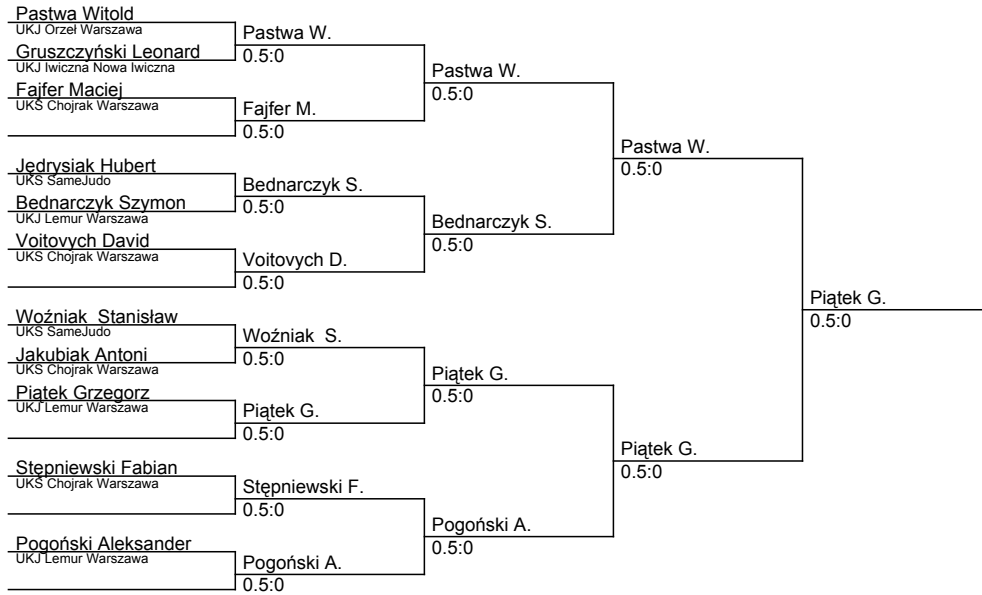 Pastwa Witold
UKJ Orzeł Warszawa
Gruszczyński Leonard
UKJ Iwiczna Nowa Iwiczna
Fajfer Maciej
UKS Chojrak Warszawa
Jędrysiak Hubert
UKS SameJudo
Bednarczyk Szymon
UKJ Lemur Warszawa
Voitovych David
UKS Chojrak Warszawa
Woźniak  Stanisław
UKS SameJudo
Jakubiak Antoni
UKS Chojrak Warszawa
Piątek Grzegorz
UKJ Lemur Warszawa
Stępniewski Fabian
UKS Chojrak Warszawa
Pogoński Aleksander
UKJ Lemur Warszawa
Pastwa W.
0.5:0
Fajfer M.
0.5:0
Bednarczyk S.
0.5:0
Voitovych D.
0.5:0
Woźniak  S.
0.5:0
Piątek G.
0.5:0
Stępniewski F.
0.5:0
Pogoński A.
0.5:0
Pastwa W.
0.5:0
Bednarczyk S.
0.5:0
Piątek G.
0.5:0
Pogoński A.
0.5:0
Pastwa W.
0.5:0
Piątek G.
0.5:0
Piątek G.
0.5:0